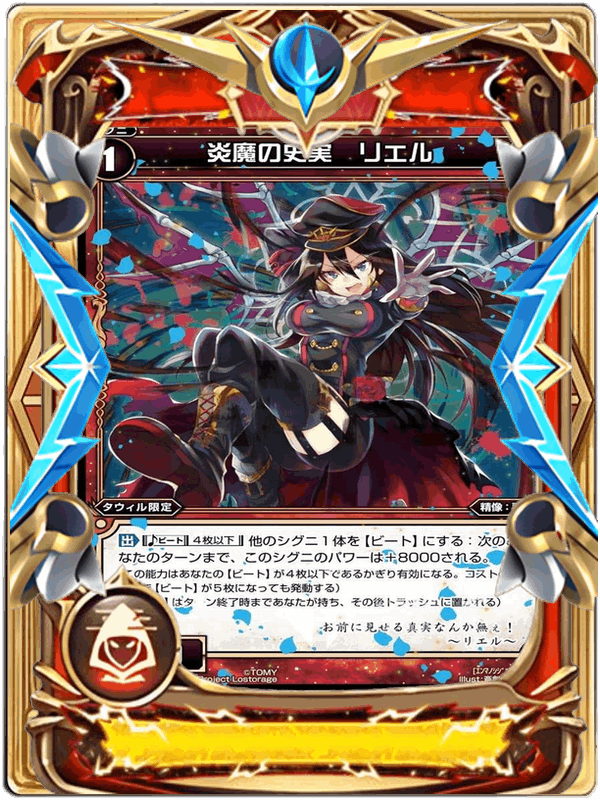 1
炎魔の史実 リエル
タウィル限定
精像：
出 ♪ビート 4枚以下 他のシグニ1体を【ビート】にする：次の
なたのターンまで、このシグニのパワーは＋8000される。
の能力はあなたの【ビート】が４枚以下であるかぎり有効になる。コスト
【ビート】が５枚になっても発動する）
はターン終了時まであなたが持ち、その後トラッシュに置かれる）
お前に見せる真実なんか無ぇ！
～リエル～
©TOMY
Project Lostorage
Illust: